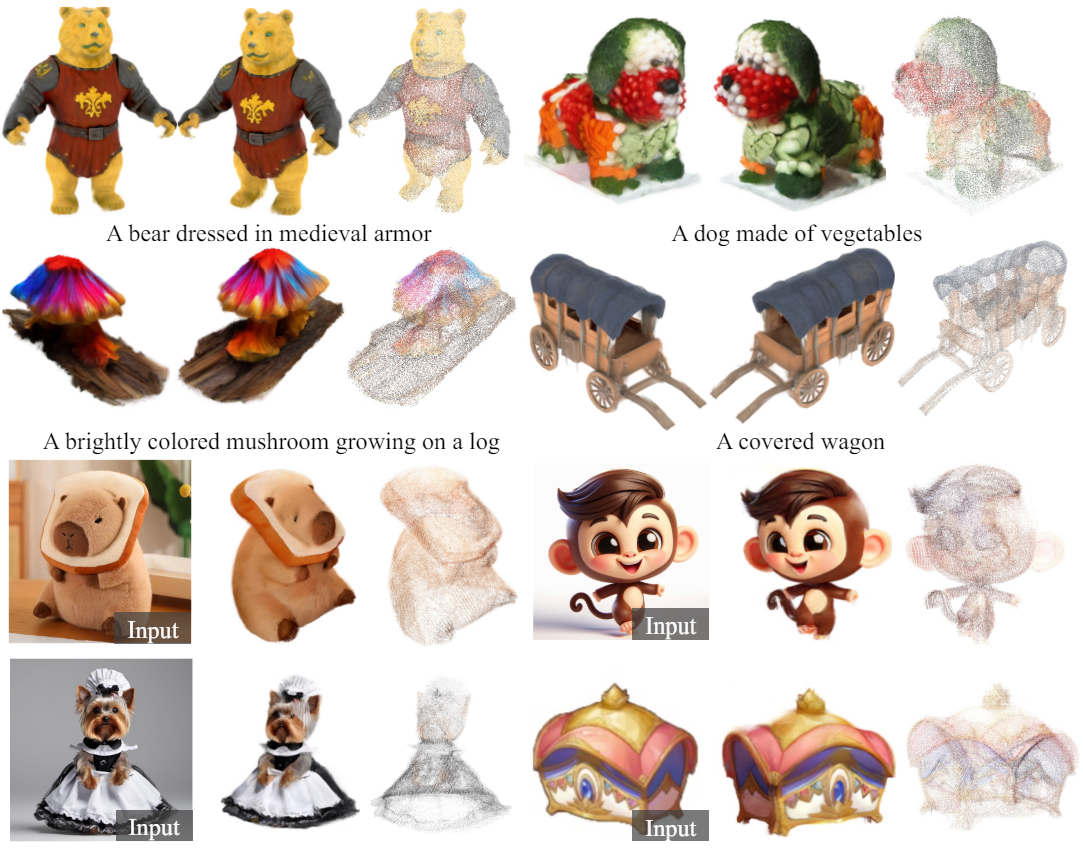 A bear dressed in medieval armor
A dog made of vegetables
A brightly colored mushroom growing on a log
A covered wagon
Input
Input
Input
Input